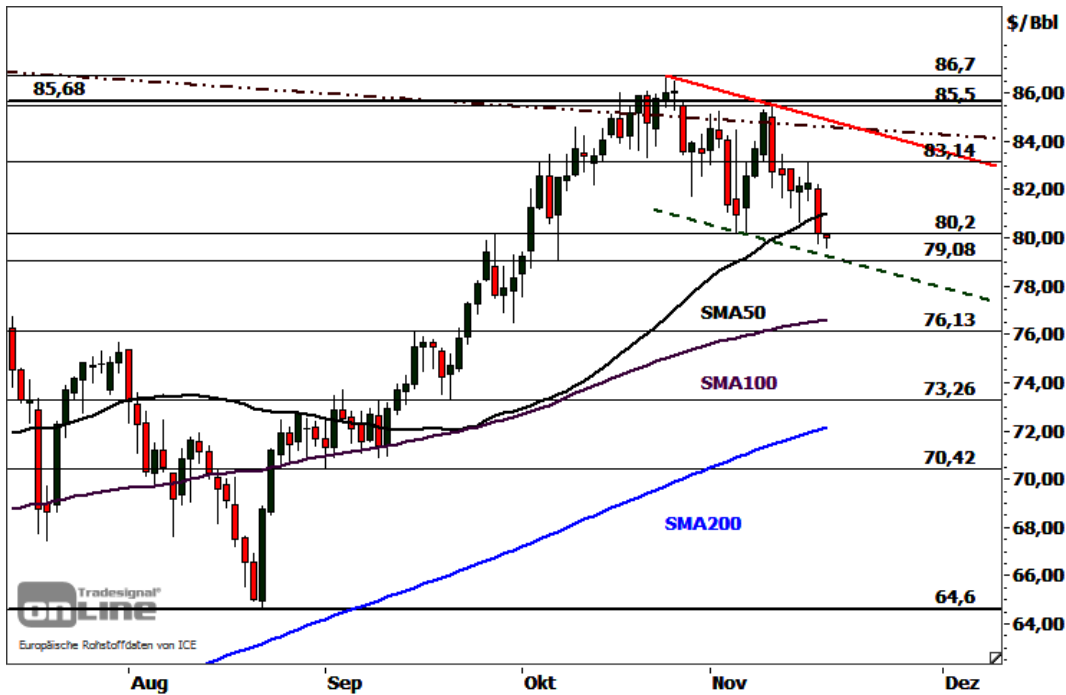 $/Bbl
86,7
85,68
85,5
86,00
84,00
83,14
82,00
80,2
80,00
79,08
78,00
SMA50
76,13
76,00
SMA100
74,00
73,26
72,00
70,42
70,00
SMA200
68,00
66,00
Tradesignal®
onLine
64,6
64,00
Europäische Rohstoffdaten von ICE
Aug
Sep
Okt
Nov
Dez